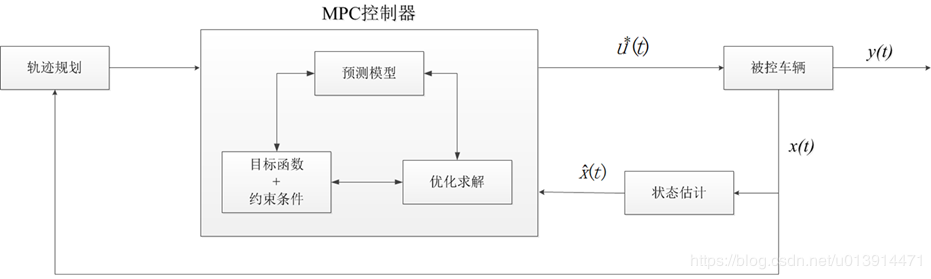 MPC控制器
轨迹规划
预测模型
目标函数
+
约束条件
优化求解
u*(t)
被控车辆
y(t)
x(t)
x̂(t)
状态估计
https://blog.csdn.net/u013914471